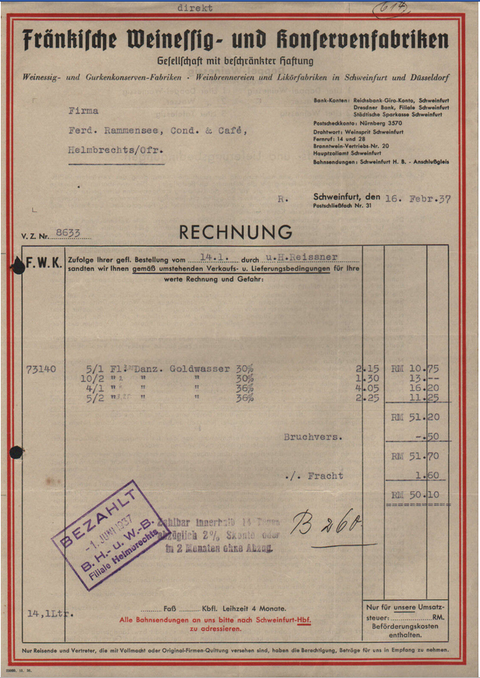 direkt
Fränkische Weinessig- und Konservenfabriken
Gesellschaft mit beschränkter Haftung
Weinessig- und Gurkenkonserven-Fabriken - Weinbrennereien und Likörfabriken in Schweinfurt und Düsseldorf
Firma
Ferd. Rammensee, Cond. & Café,
Helmbrechts/Ofr.
Bank-Konten: Reichsbank Giro-Konto, Schweinfurt
Dresdner Bank, Filiale Schweinfurt
Städtische Sparkasse Schweinfurt
Postscheckkonto: Nürnberg 3570
Drahtwort: Weinsprit Schweinfurt
Fernruf: 14 und 28
Branntwein-Vertriebs Nr. 20
Hauptzollamt Schweinfurt
Bahnsendungen: Schweinfurt H. B. - Anschlußgleis
R. Schweinfurt, den 16. Febr. 37
Postschließfach Nr. 31
V. Z. Nr. 8633
RECHNUNG
F.W.K. Zufolge Ihrer gefl. Bestellung vom 14.1. durch u.H.Reissner
sandten wir Ihnen gemäß umstehenden Verkaufs- u. Lieferungsbedingungen für Ihre
werte Rechnung und Gefahr:
73140 5/1 Fl. Danz. Goldwasser 30% 2.15 RM 10.75
10/2 " " " 30% 1.30 13.--
4/1 " " " 36% 4.05 16.20
5/2 " " " 36% 2.25 11.25
RM 51.20
Bruchvers. -.50
RM 51.70
./. Fracht 1.60
RM 50.10
BEZAHLT
-1. JUNI 1937
B. H.- u. W.-B.
Filiale Helmbrechts
Zahlbar innerhalb 14 Tagen
abzüglich 2% Skonto oder
in 2 Monaten ohne Abzug.
B 260
14,1Ltr.
Faß Kbfl. Leihzeit 4 Monate.
Alle Bahnsendungen an uns bitte nach Schweinfurt-Hbf.
zu adressieren.
Nur für unsere Umsatz-
steuer: RM.
Beförderungskosten
enthalten.
Nur Reisende und Vertreter, die mit Vollmacht oder Original-Firmen-Quittung versehen sind, haben die Berechtigung, Beträge für uns in Empfang zu nehmen.